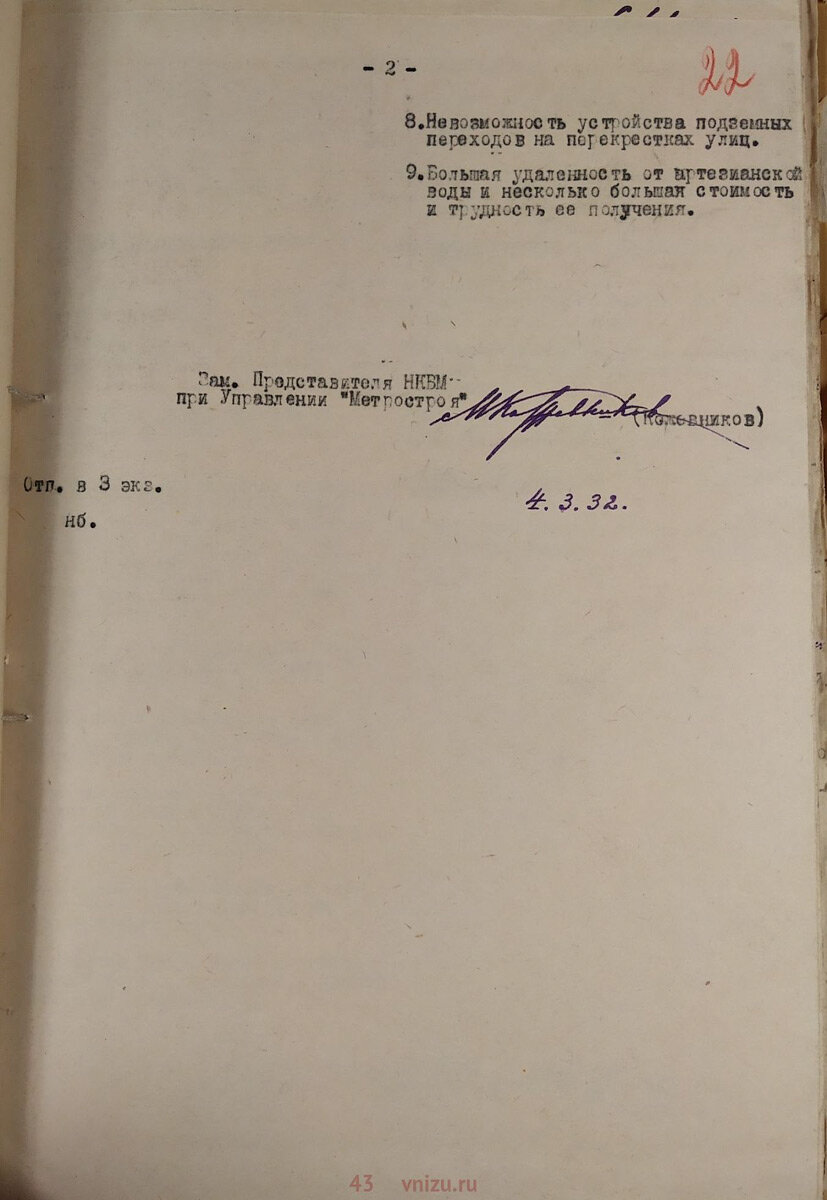 - 2 -
22
8.Невозможность устройства подземных
переходов на перекрестках улиц.
9.Большая удаленность от артезианской
воды и несколько большая стоимость
и трудность ее получения.
Зам. Представителя НКВМ
при Управлении "Метростроя"
(Кожевников)
Отп. в 3 экз.
нб.
4.3.32.
43 vnizu.ru